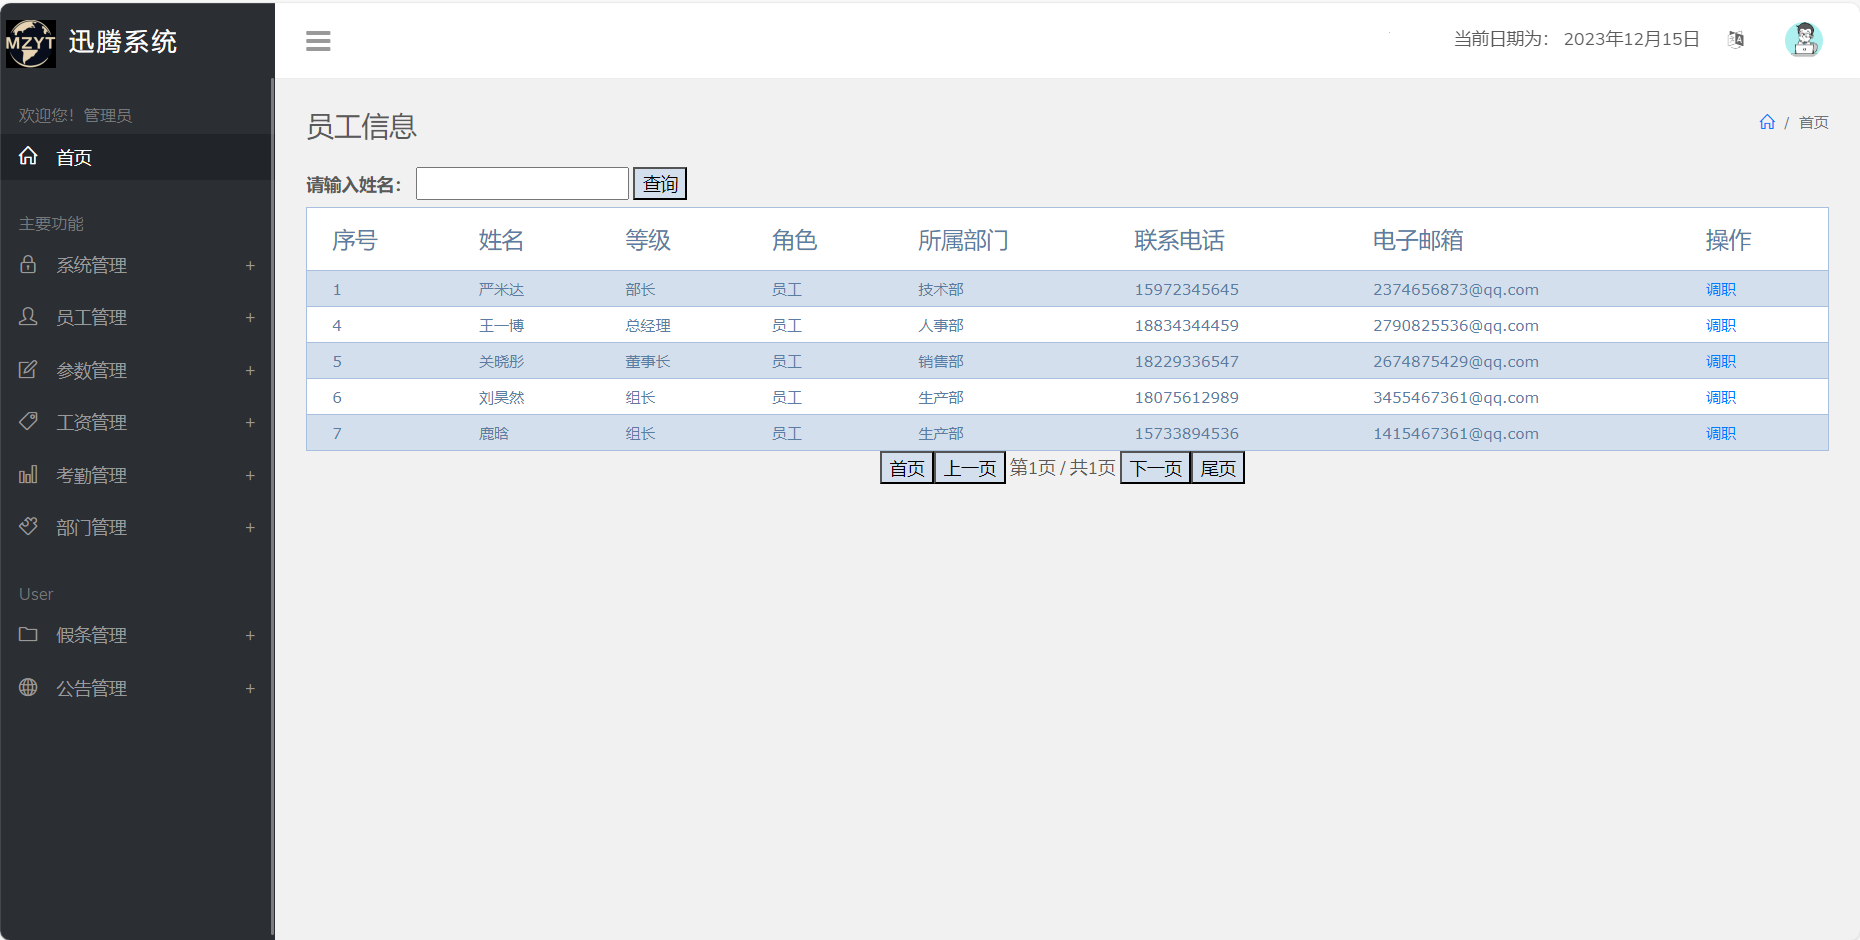 MZYT 迅腾系统
当前日期为： 2023年12月15日
欢迎您！管理员
首页
主要功能
系统管理 +
员工管理 +
参数管理 +
工资管理 +
考勤管理 +
部门管理 +
User
假条管理 +
公告管理 +
员工信息
/ 首页
请输入姓名： 查询
序号 姓名 等级 角色 所属部门 联系电话 电子邮箱 操作
1 严米达 部长 员工 技术部 15972345645 2374656873@qq.com 调职
4 王一博 总经理 员工 人事部 18834344459 2790825536@qq.com 调职
5 关晓彤 董事长 员工 销售部 18229336547 2674875429@qq.com 调职
6 刘昊然 组长 员工 生产部 18075612989 3455467361@qq.com 调职
7 鹿晗 组长 员工 生产部 15733894536 1415467361@qq.com 调职
首页 上一页 第1页 / 共1页 下一页 尾页